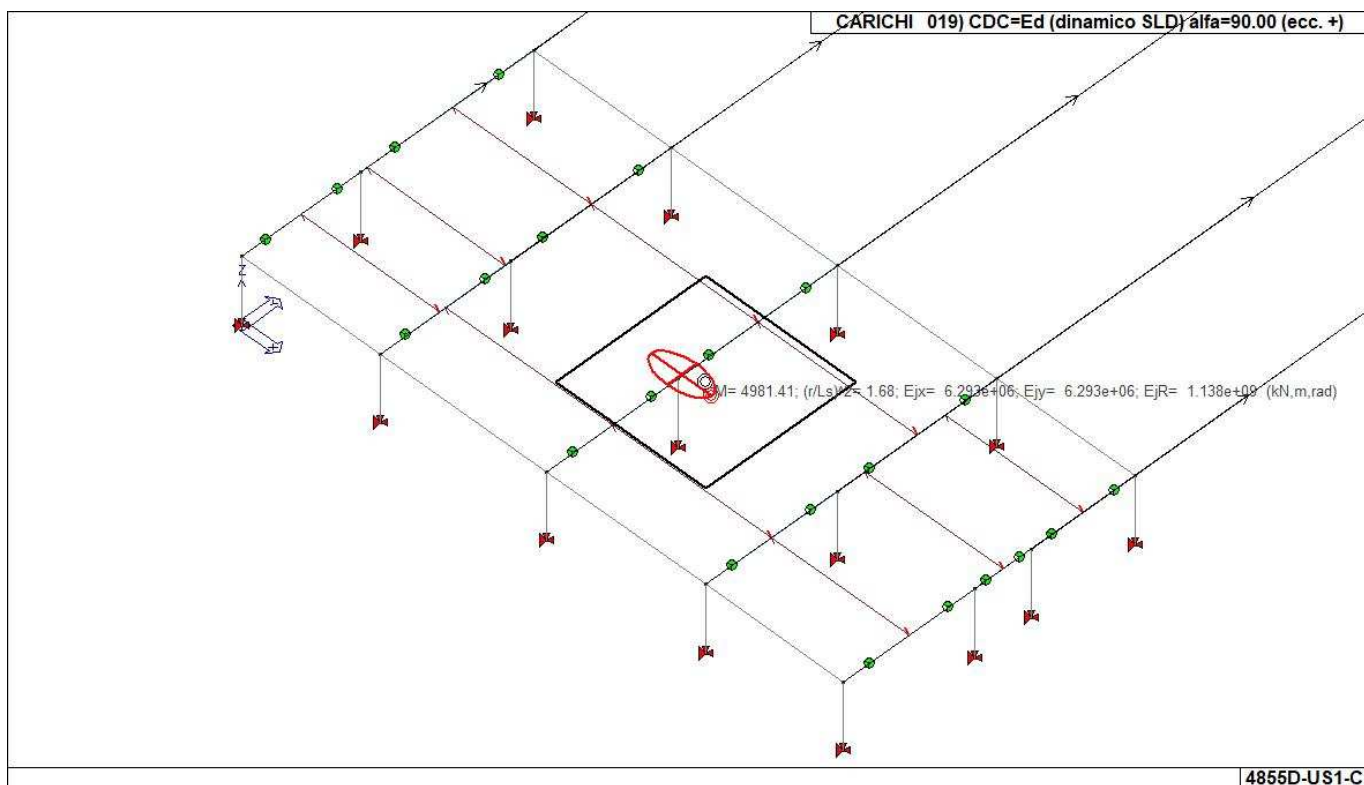 CARICHI 019) CDC=Ed (dinamico SLD) alfa=90.00 (ecc. +)
Z
M= 4981.41; (r/Ls)^2= 1.68; Ejx= 6.293e+06; Ejy= 6.293e+06; EjR= 1.138e+09 (kN,m,rad)
4855D-US1-C